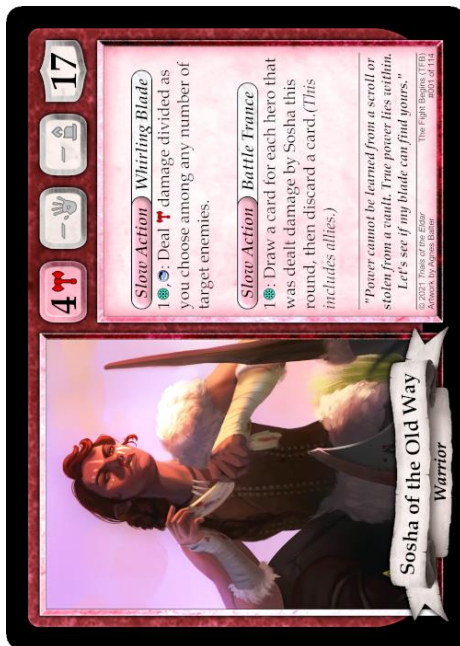 4
—
—
17
Slow Action Whirling Blade
1 , : Deal damage divided as
you choose among any number of
target enemies.
Slow Action Battle Trance
1 : Draw a card for each hero that
was dealt damage by Sosha this
round, then discard a card.(This
includes allies.)
"Power cannot be learned from a scroll or
stolen from a vault. True power lies within.
Let's see if my blade can find yours."
© 2021 Trials of the Eldar
Artwork by Agnes Balter
The Fight Begins (TFB)
#001 of 114
Sosha of the Old Way
Warrior